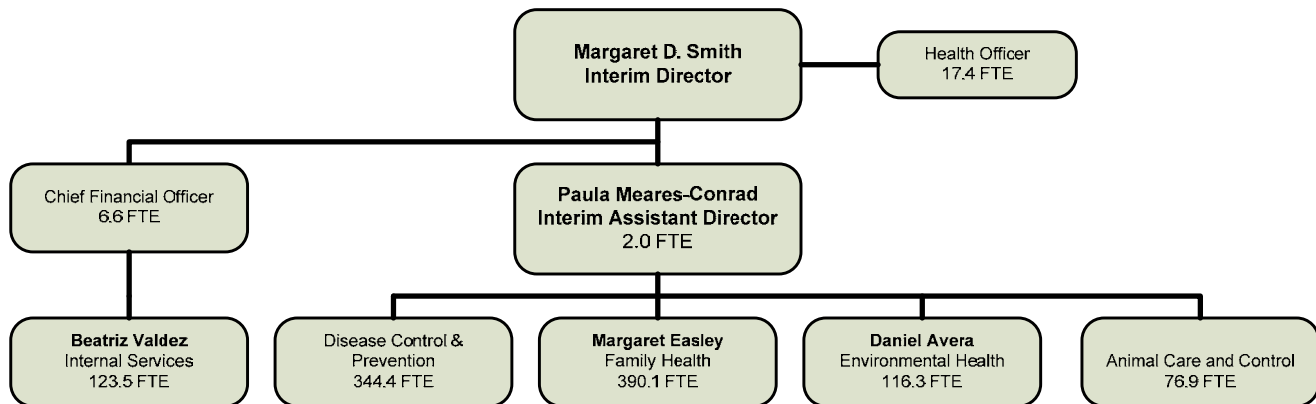 Margaret D. Smith
Interim Director
Health Officer
17.4 FTE
Chief Financial Officer
6.6 FTE
Paula Meares-Conrad
Interim Assistant Director
2.0 FTE
Beatriz Valdez
Internal Services
123.5 FTE
Disease Control &
Prevention
344.4 FTE
Margaret Easley
Family Health
390.1 FTE
Daniel Avera
Environmental Health
116.3 FTE
Animal Care and Control
76.9 FTE